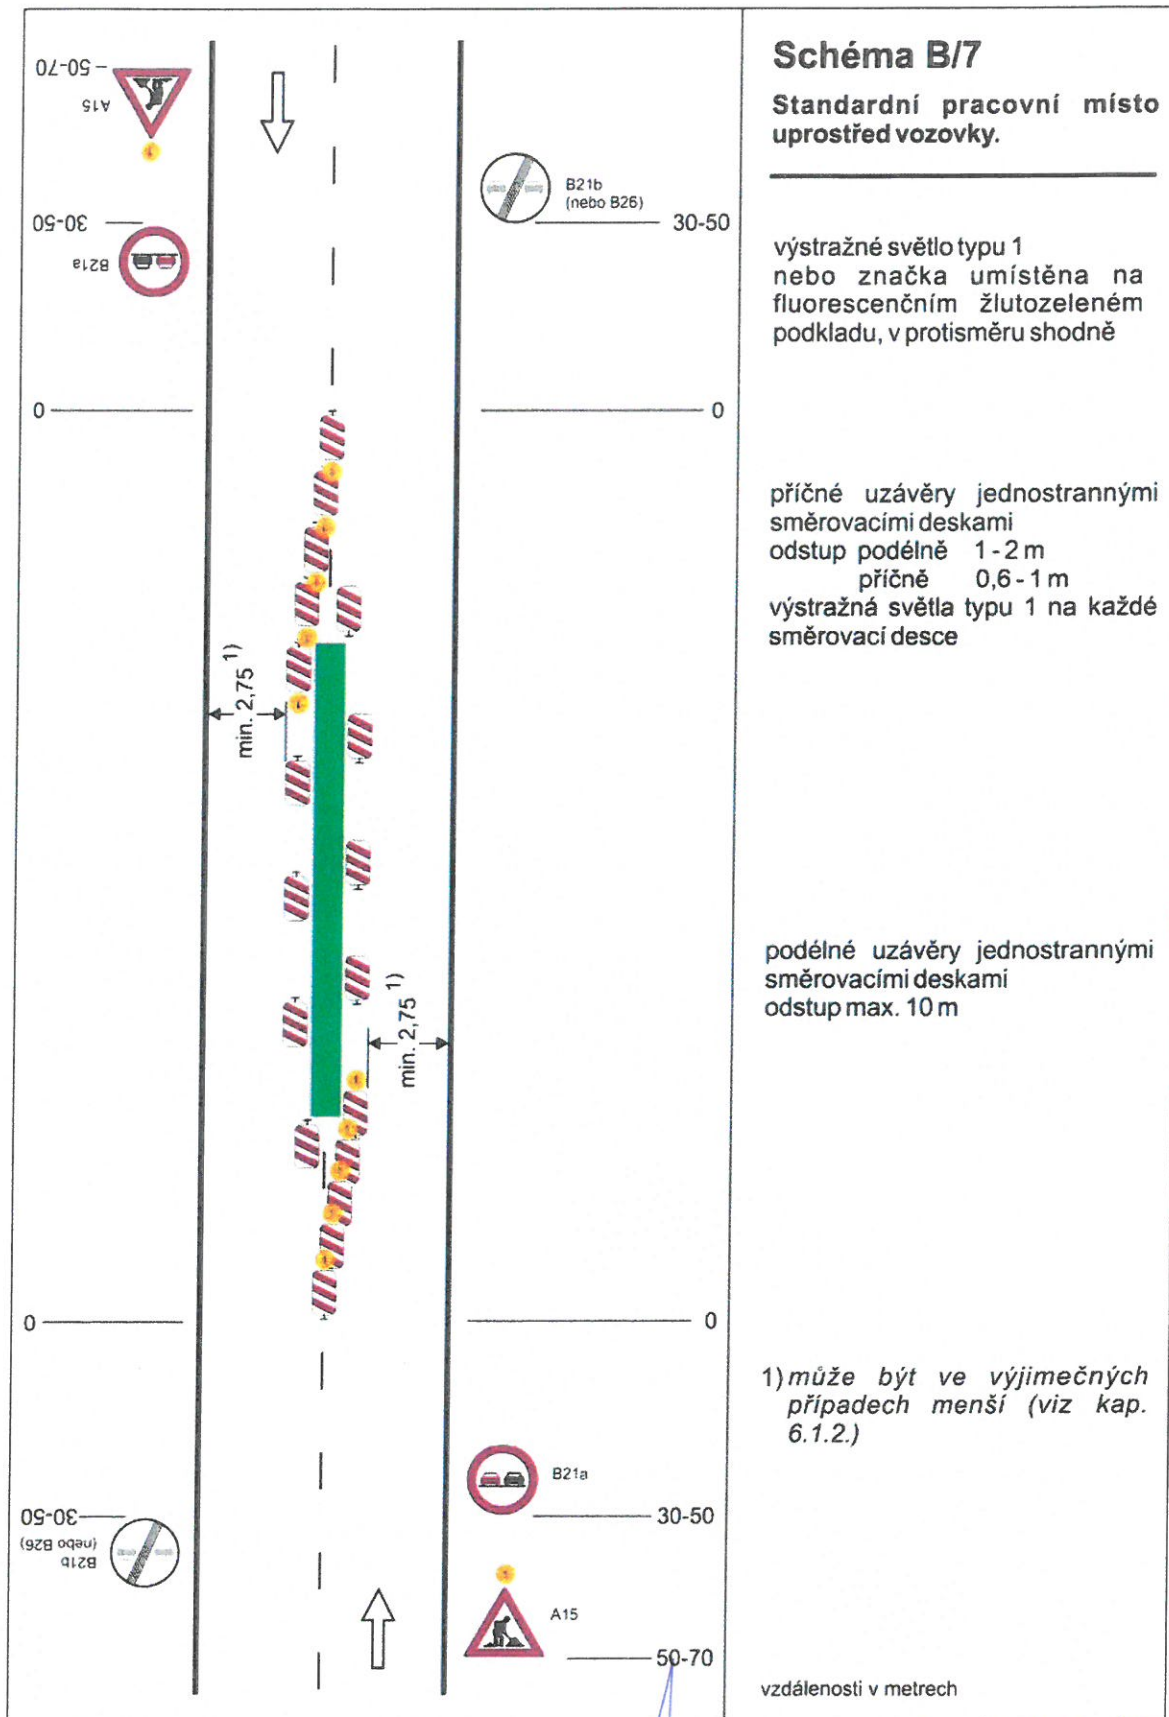 Schéma B/7
Standardní pracovní místo
uprostřed vozovky.
výstražné světlo typu 1
nebo značka umístěna na
fluorescenčním žlutozeleném
podkladu, v protisměru shodně
příčné uzávěry jednostrannými
směrovacími deskami
odstup podélně 1 - 2 m
příčně 0,6 - 1 m
výstražná světla typu 1 na každé
směrovací desce
podélné uzávěry jednostrannými
směrovacími deskami
odstup max. 10 m
1) může být ve výjimečných
případech menší (viz kap.
6.1.2.)
vzdálenosti v metrech
50-70
A15
30-50
B21a
B21b
(nebo B26)
30-50
0
0
min. 2,75 1)
min. 2,75 1)
0
0
30-50
B21b
(nebo B26)
B21a
30-50
A15
50-70